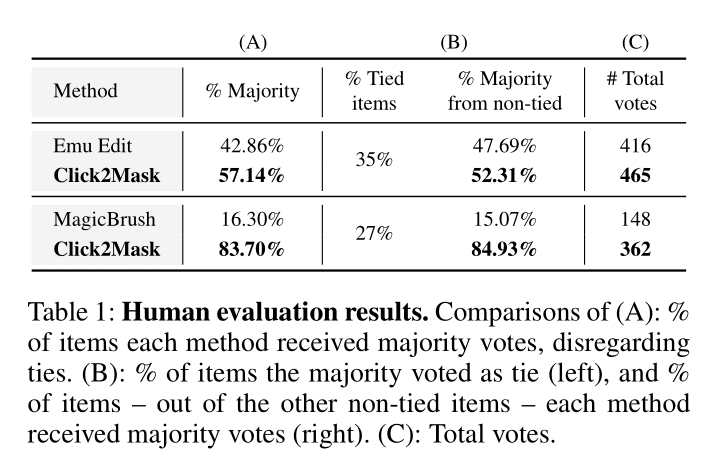 (A) (B) (C)
Method % Majority % Tied items % Majority from non-tied # Total votes
Emu Edit 42.86% 35% 47.69% 416
Click2Mask 57.14% 52.31% 465
MagicBrush 16.30% 27% 15.07% 148
Click2Mask 83.70% 84.93% 362
Table 1: Human evaluation results. Comparisons of (A): %
of items each method received majority votes, disregarding
ties. (B): % of items the majority voted as tie (left), and %
of items – out of the other non-tied items – each method
received majority votes (right). (C): Total votes.